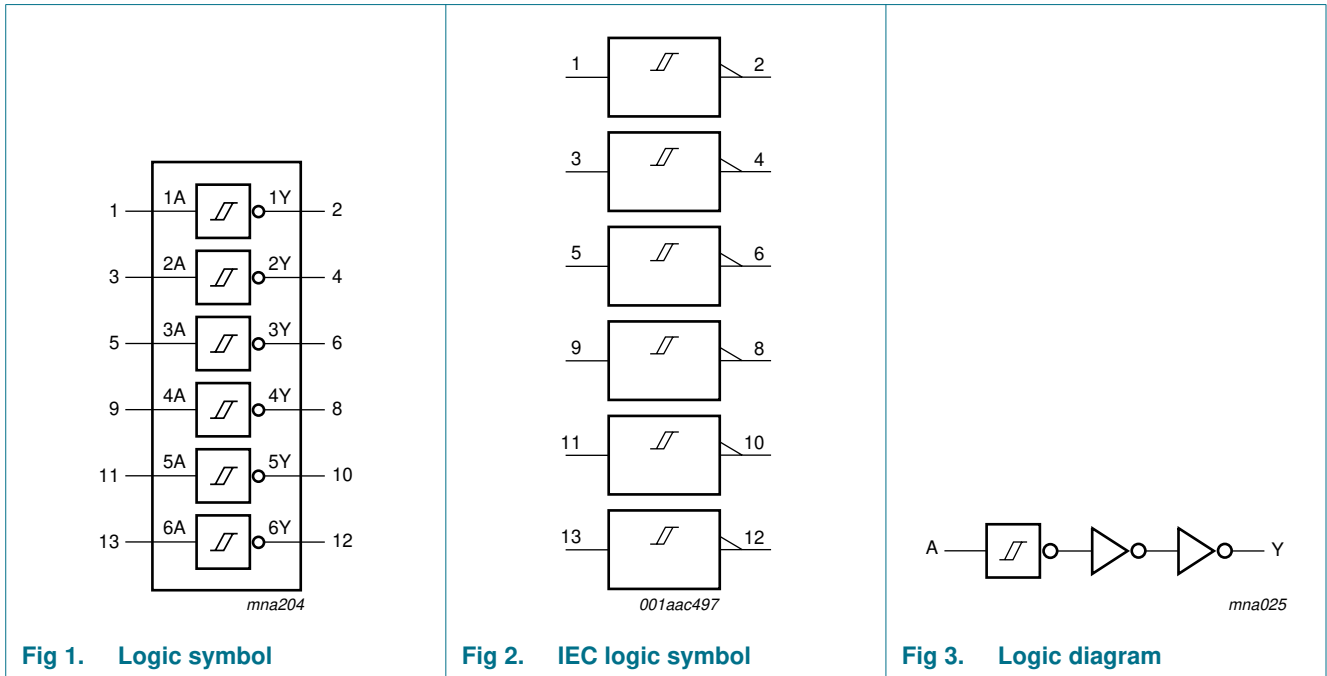 1 1A 1Y 2
3 2A 2Y 4
5 3A 3Y 6
9 4A 4Y 8
11 5A 5Y 10
13 6A 6Y 12
mna204
Fig 1. Logic symbol
1 2
3 4
5 6
9 8
11 10
13 12
001aac497
Fig 2. IEC logic symbol
A Y
mna025
Fig 3. Logic diagram